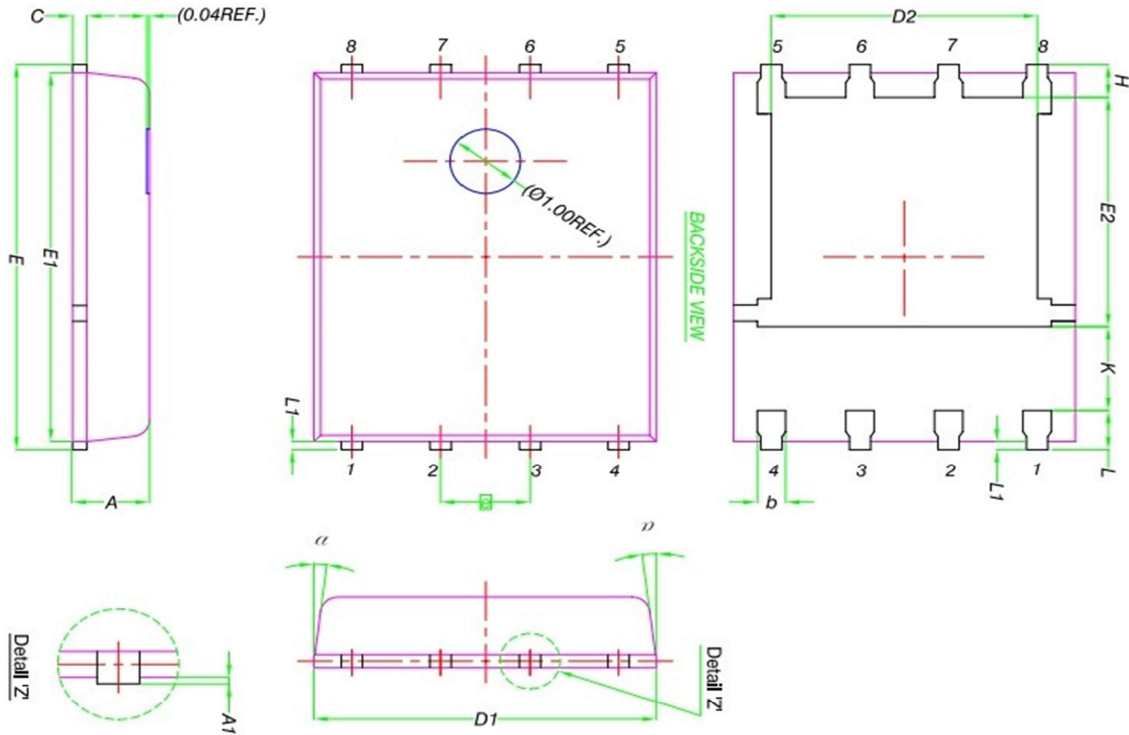 C
(0.04REF.)
E
E1
A
8 7 6 5
(Ø1.00REF.)
L1
1 2 3 4
e
BACKSIDE VIEW
D2
5 6 7 8
H
E2
K
L
L1
4 3 2 1
b
α α
D1
Detail 'Z'
Detail 'Z'
A1